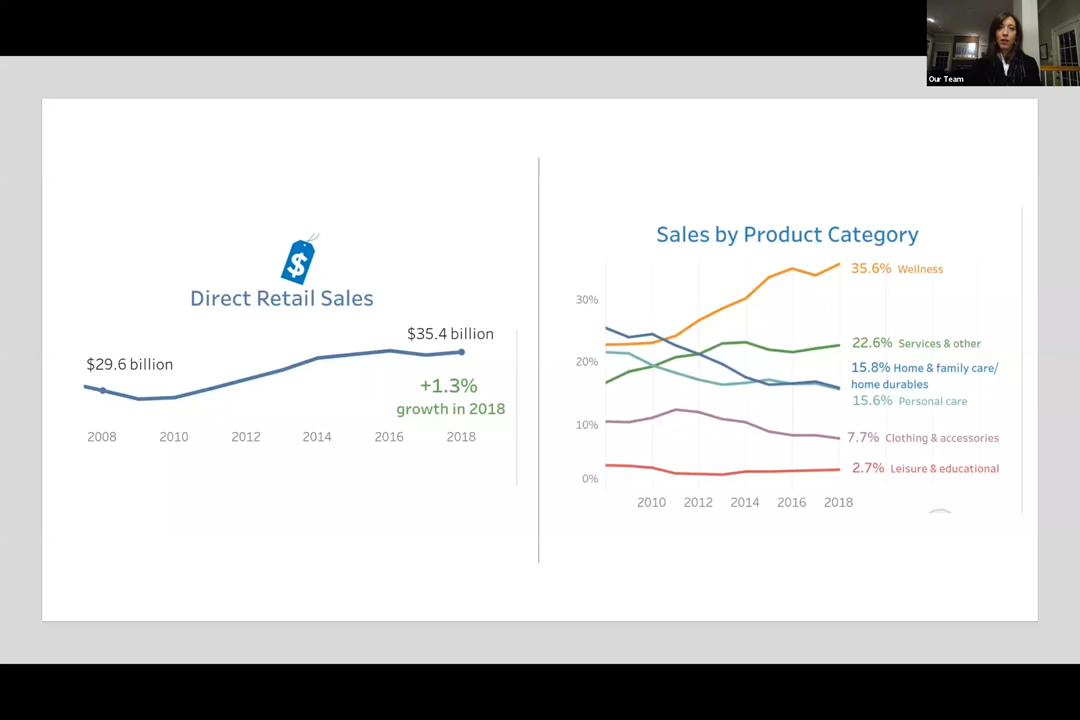 Our Team
$
Direct Retail Sales
$29.6 billion
$35.4 billion
+1.3%
growth in 2018
2008 2010 2012 2014 2016 2018
Sales by Product Category
30%
20%
10%
0%
35.6% Wellness
22.6% Services & other
15.8% Home & family care/
home durables
15.6% Personal care
7.7% Clothing & accessories
2.7% Leisure & educational
2010 2012 2014 2016 2018